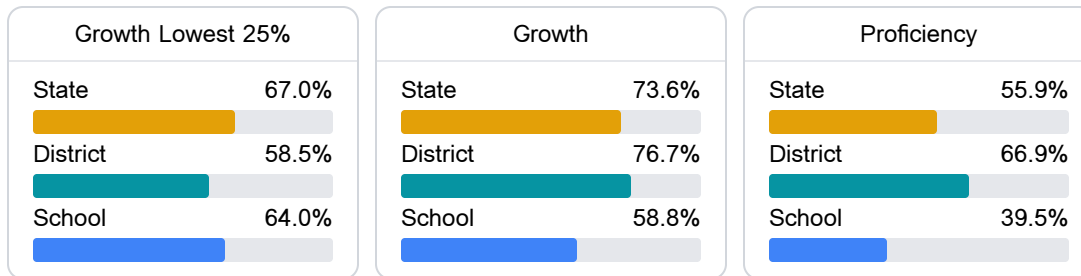 Growth Lowest 25%
State 67.0%
District 58.5%
School 64.0%
Growth
State 73.6%
District 76.7%
School 58.8%
Proficiency
State 55.9%
District 66.9%
School 39.5%